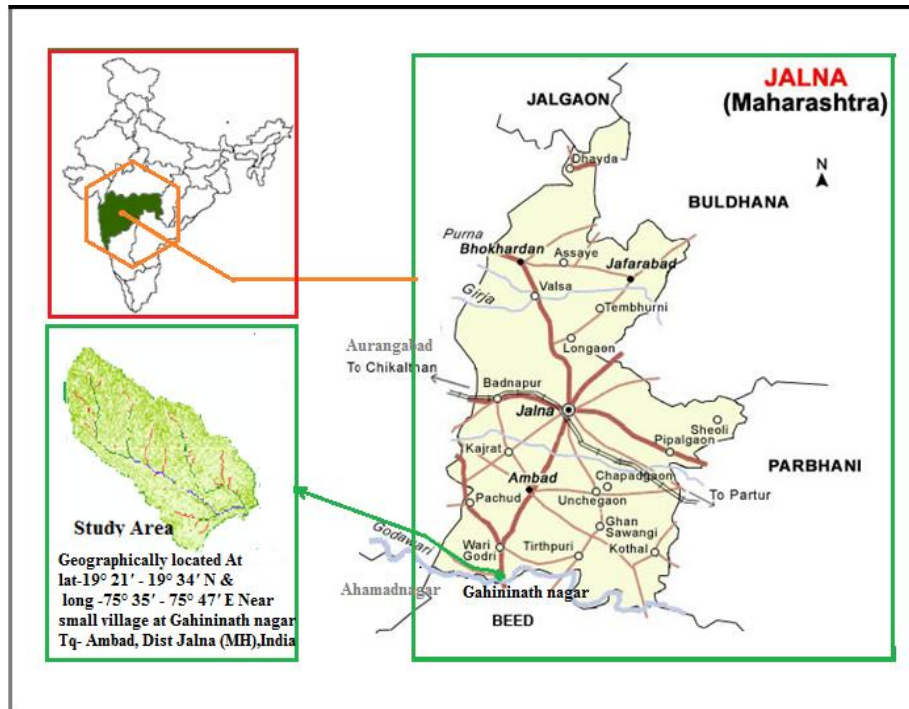 JALNA
(Maharashtra)
JALGAON
N
Dhayda
BULDHANA
Purna
Bhokhardan
Assaye
Jafarabad
Girja
Valsa
Tembhurni
Longaon
Aurangabad
To Chikalthan
Badnapur
Jalna
Sheoli
Pipalgaon
Kajrat
PARBHANI
Ambad
Chapadgaon
Unchegaon
Pachud
To Partur
Godawari
Ghan
Sawangi
Wari
Godri
Tirthpuri
Kothal
Ahamadnagar
Gahininath nagar
BEED
Study Area
Geographically located At
lat-19° 21′ - 19° 34′ N &
long -75° 35′ - 75° 47′ E Near
small village at Gahininath nagar
Tq- Ambad, Dist Jalna (MH),India